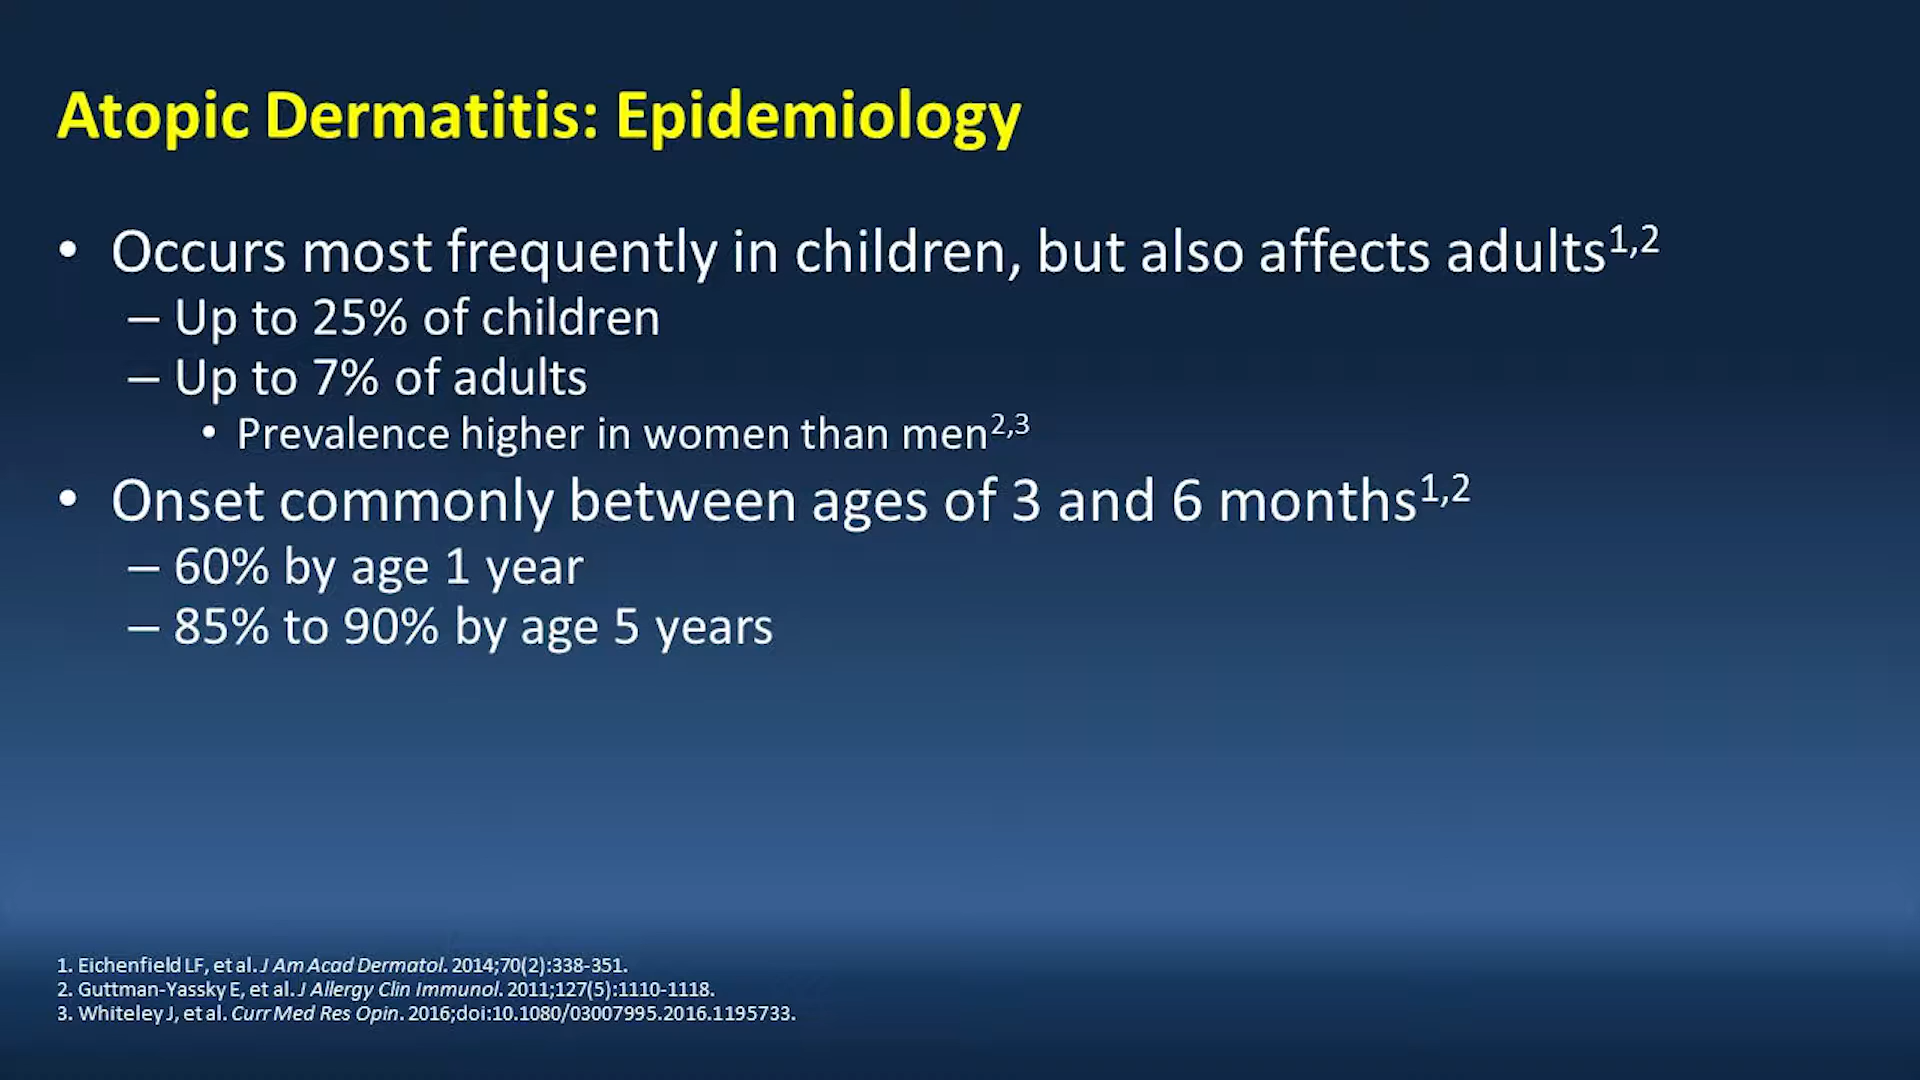 Atopic Dermatitis: Epidemiology
• Occurs most frequently in children, but also affects adults1,2
– Up to 25% of children
– Up to 7% of adults
• Prevalence higher in women than men2,3
• Onset commonly between ages of 3 and 6 months1,2
– 60% by age 1 year
– 85% to 90% by age 5 years
1. Eichenfield LF, et al. J Am Acad Dermatol. 2014;70(2):338-351.
2. Guttman-Yassky E, et al. J Allergy Clin Immunol. 2011;127(5):1110-1118.
3. Whiteley J, et al. Curr Med Res Opin. 2016;doi:10.1080/03007995.2016.1195733.